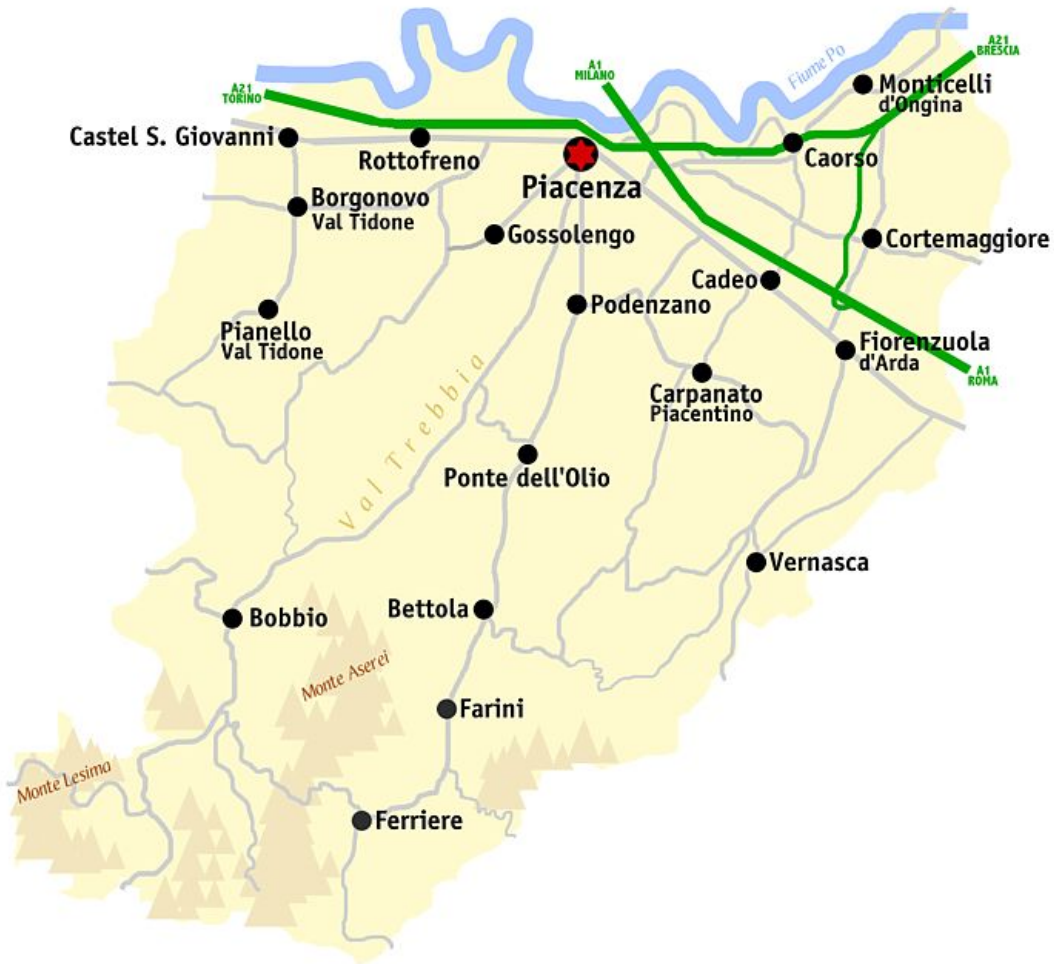 A21
BRESCIA
A1
MILANO
Fiume Po
A21
TORINO
Monticelli
d'Ongina
Castel S. Giovanni
Rottofreno
Caorso
Piacenza
Borgonovo
Val Tidone
Gossolengo
Cortemaggiore
Cadeo
Podenzano
Pianello
Val Tidone
Fiorenzuola
d'Arda
A1
ROMA
Carpanato
Piacentino
Val Trebbia
Ponte dell'Olio
Vernasca
Bettola
Bobbio
Monte Aserei
Farini
Monte Lesima
Ferriere